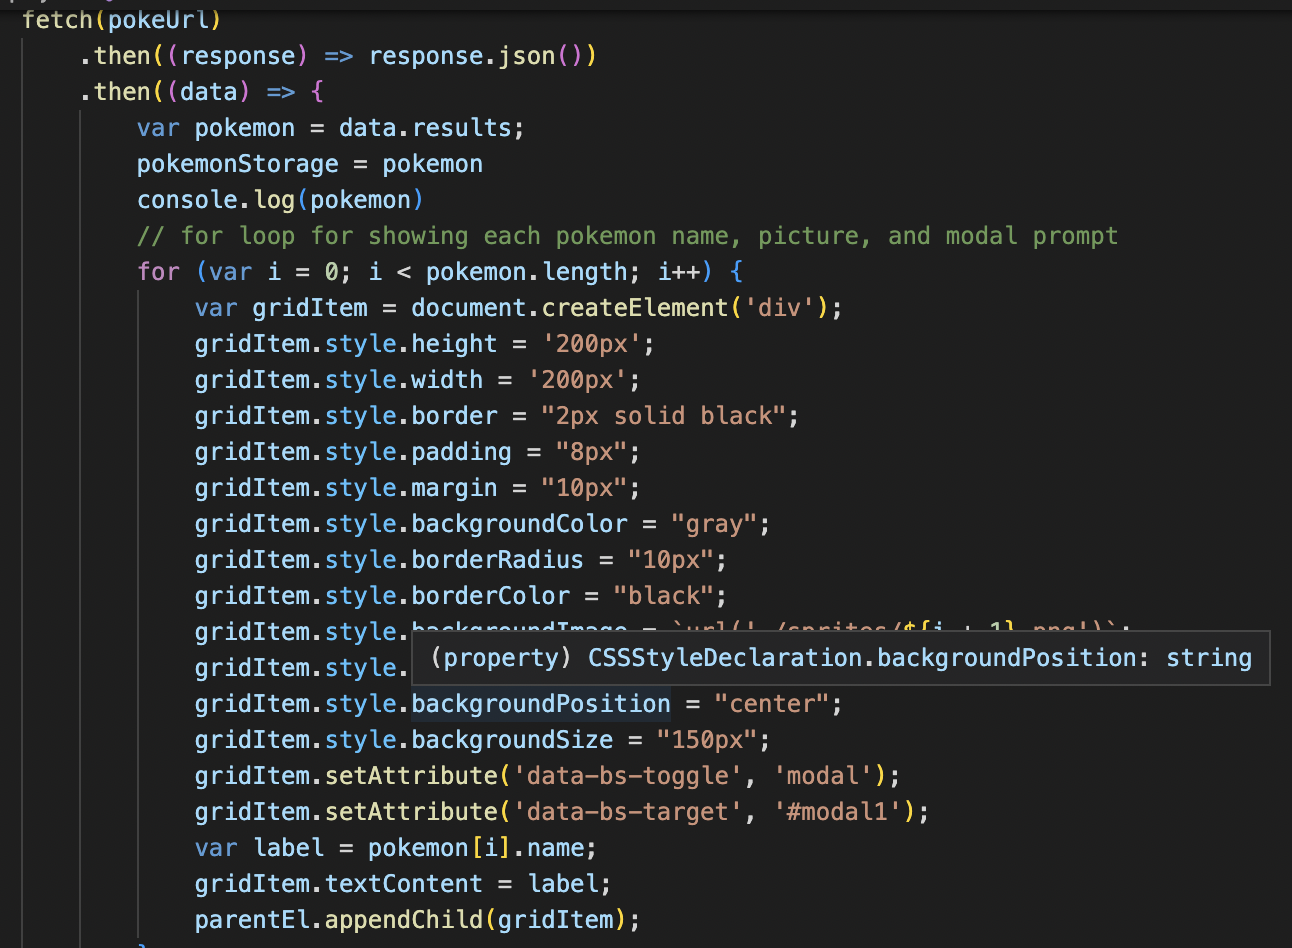 fetch(pokeUrl)
.then((response) => response.json())
.then((data) => {
var pokemon = data.results;
pokemonStorage = pokemon
console.log(pokemon)
// for loop for showing each pokemon name, picture, and modal prompt
for (var i = 0; i < pokemon.length; i++) {
var gridItem = document.createElement('div');
gridItem.style.height = '200px';
gridItem.style.width = '200px';
gridItem.style.border = "2px solid black";
gridItem.style.padding = "8px";
gridItem.style.margin = "10px";
gridItem.style.backgroundColor = "gray";
gridItem.style.borderRadius = "10px";
gridItem.style.borderColor = "black";
gridItem.style.backgroundImage = `url('./sprites/${i + 1}.png')`;
(property) CSSStyleDeclaration.backgroundPosition: string
gridItem.style.
gridItem.style.backgroundPosition = "center";
gridItem.style.backgroundSize = "150px";
gridItem.setAttribute('data-bs-toggle', 'modal');
gridItem.setAttribute('data-bs-target', '#modal1');
var label = pokemon[i].name;
gridItem.textContent = label;
parentEl.appendChild(gridItem);